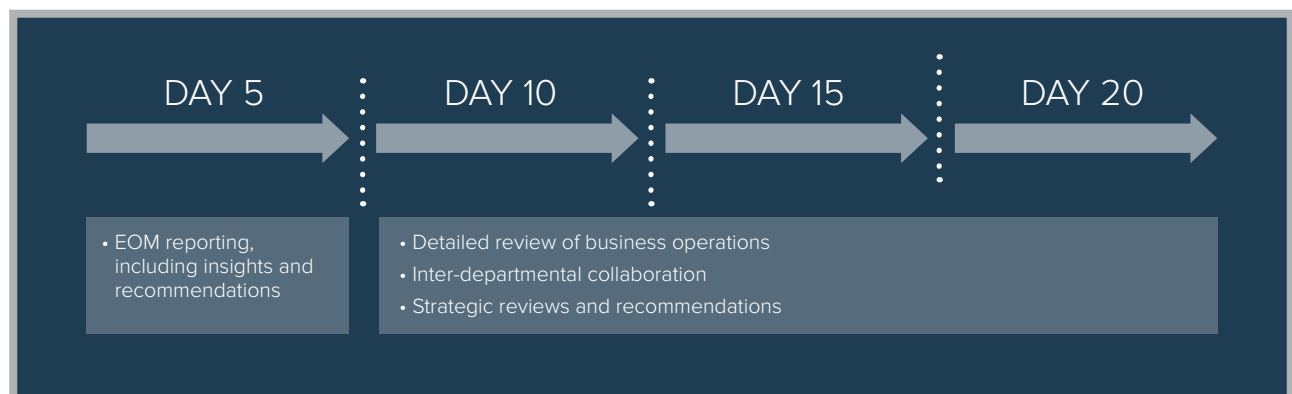 DAY 5
DAY 10
DAY 15
DAY 20
• EOM reporting,
including insights and
recommendations
• Detailed review of business operations
• Inter-departmental collaboration
• Strategic reviews and recommendations